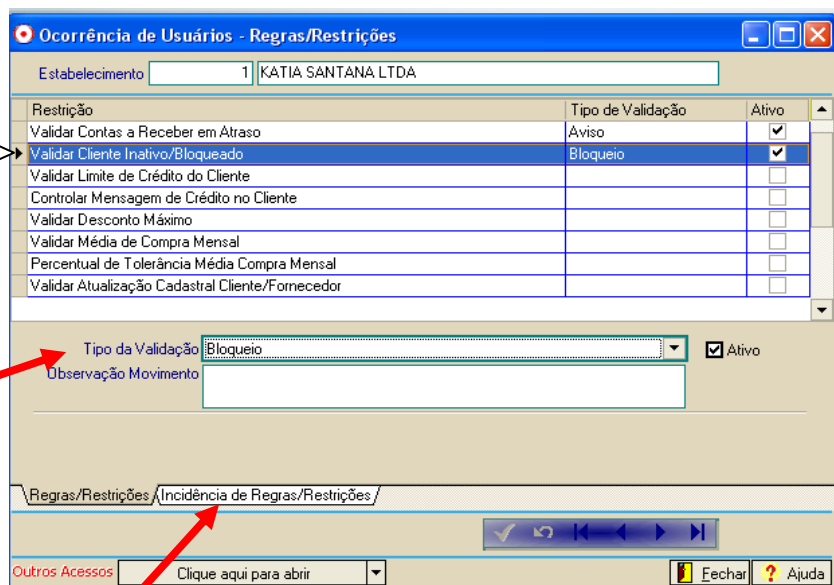 Ocorrência de Usuários - Regras/Restrições
Estabelecimento 1 KATIA SANTANA LTDA
Restrição Tipo de Validação Ativo
Validar Contas a Receber em Atraso Aviso
Validar Cliente Inativo/Bloqueado Bloqueio
Validar Limite de Crédito do Cliente
Controlar Mensagem de Crédito no Cliente
Validar Desconto Máximo
Validar Média de Compra Mensal
Percentual de Tolerância Média Compra Mensal
Validar Atualização Cadastral Cliente/Fornecedor
Tipo da Validação Bloqueio Ativo
Observação Movimento
Regras/Restrições Incidência de Regras/Restrições
Outros Acessos Clique aqui para abrir Fechar Ajuda